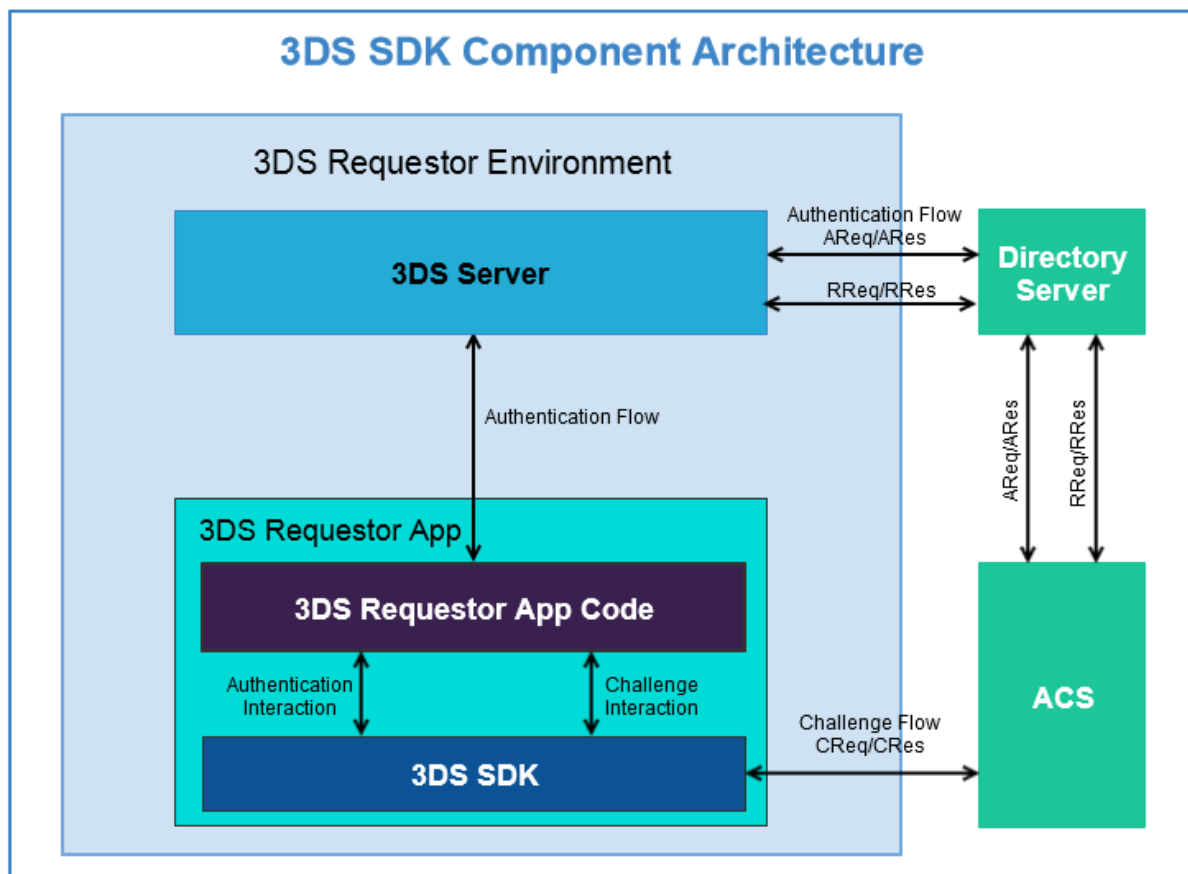 3DS SDK Component Architecture
3DS Requestor Environment
3DS Server
Authentication Flow
AReq/ARes
RReq/RRes
Directory
Server
Authentication Flow
AReq/ARes
RReq/RRes
3DS Requestor App
3DS Requestor App Code
Authentication
Interaction
Challenge
Interaction
3DS SDK
Challenge Flow
CReq/CRes
ACS